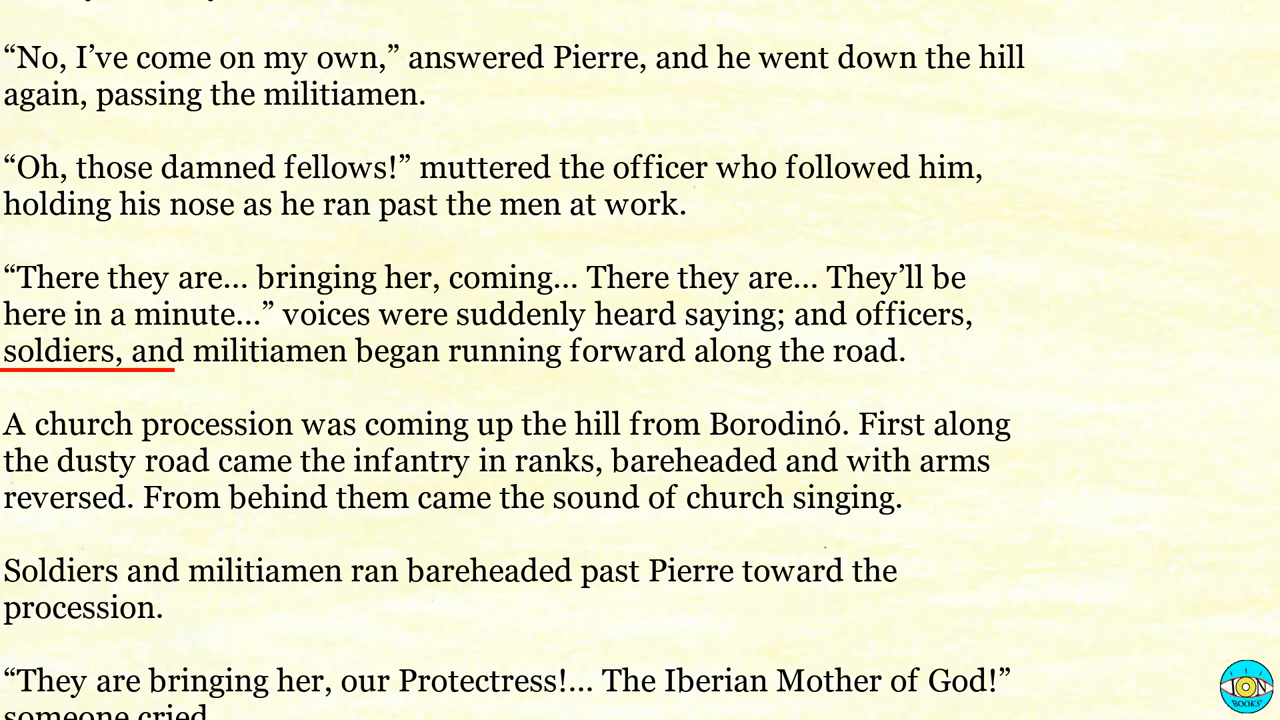 “No, I’ve come on my own,” answered Pierre, and he went down the hill
again, passing the militiamen.
“Oh, those damned fellows!” muttered the officer who followed him,
holding his nose as he ran past the men at work.
“There they are... bringing her, coming... There they are... They’ll be
here in a minute...” voices were suddenly heard saying; and officers,
soldiers, and militiamen began running forward along the road.
A church procession was coming up the hill from Borodinó. First along
the dusty road came the infantry in ranks, bareheaded and with arms
reversed. From behind them came the sound of church singing.
Soldiers and militiamen ran bareheaded past Pierre toward the
procession.
“They are bringing her, our Protectress!... The Iberian Mother of God!”
someone cried
ION
BOOKS